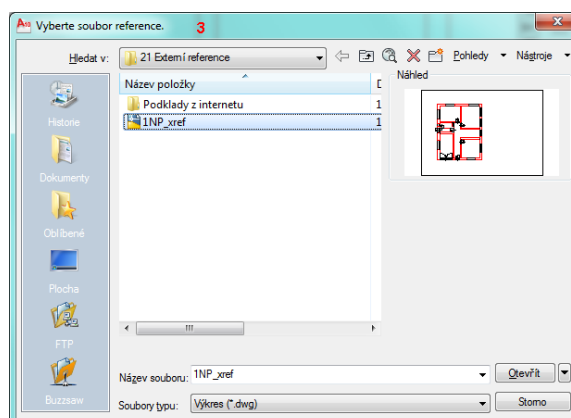 Vyberte soubor reference. 3
Hledat v: 21 Externí reference Pohledy Nástroje
Název položky D Náhled
Podklady z internetu 1
1NP_xref 1
Historie
Dokumenty
Oblíbené
Plocha
FTP
Buzzsaw
Název souboru: 1NP_xref Otevřít
Soubory typu: Výkres (*.dwg) Storno